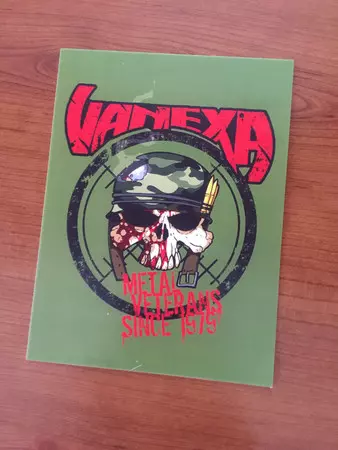 VANEXA
METAL
VETERANS
SINCE 1979